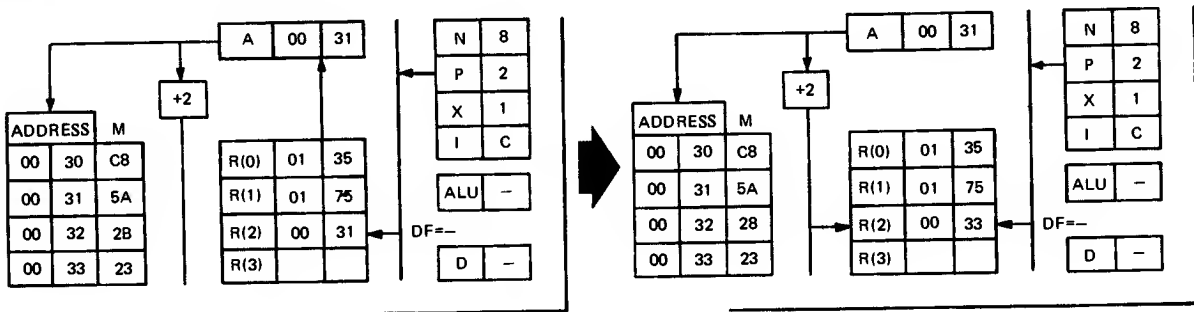 A 00 31
+2
ADDRESS M
00 30 C8
00 31 5A
00 32 2B
00 33 23
R(0) 01 35
R(1) 01 75
R(2) 00 31
R(3)
N 8
P 2
X 1
I C
ALU –
DF=–
D –
A 00 31
+2
ADDRESS M
00 30 C8
00 31 5A
00 32 28
00 33 23
R(0) 01 35
R(1) 01 75
R(2) 00 33
R(3)
N 8
P 2
X 1
I C
ALU –
DF=–
D –